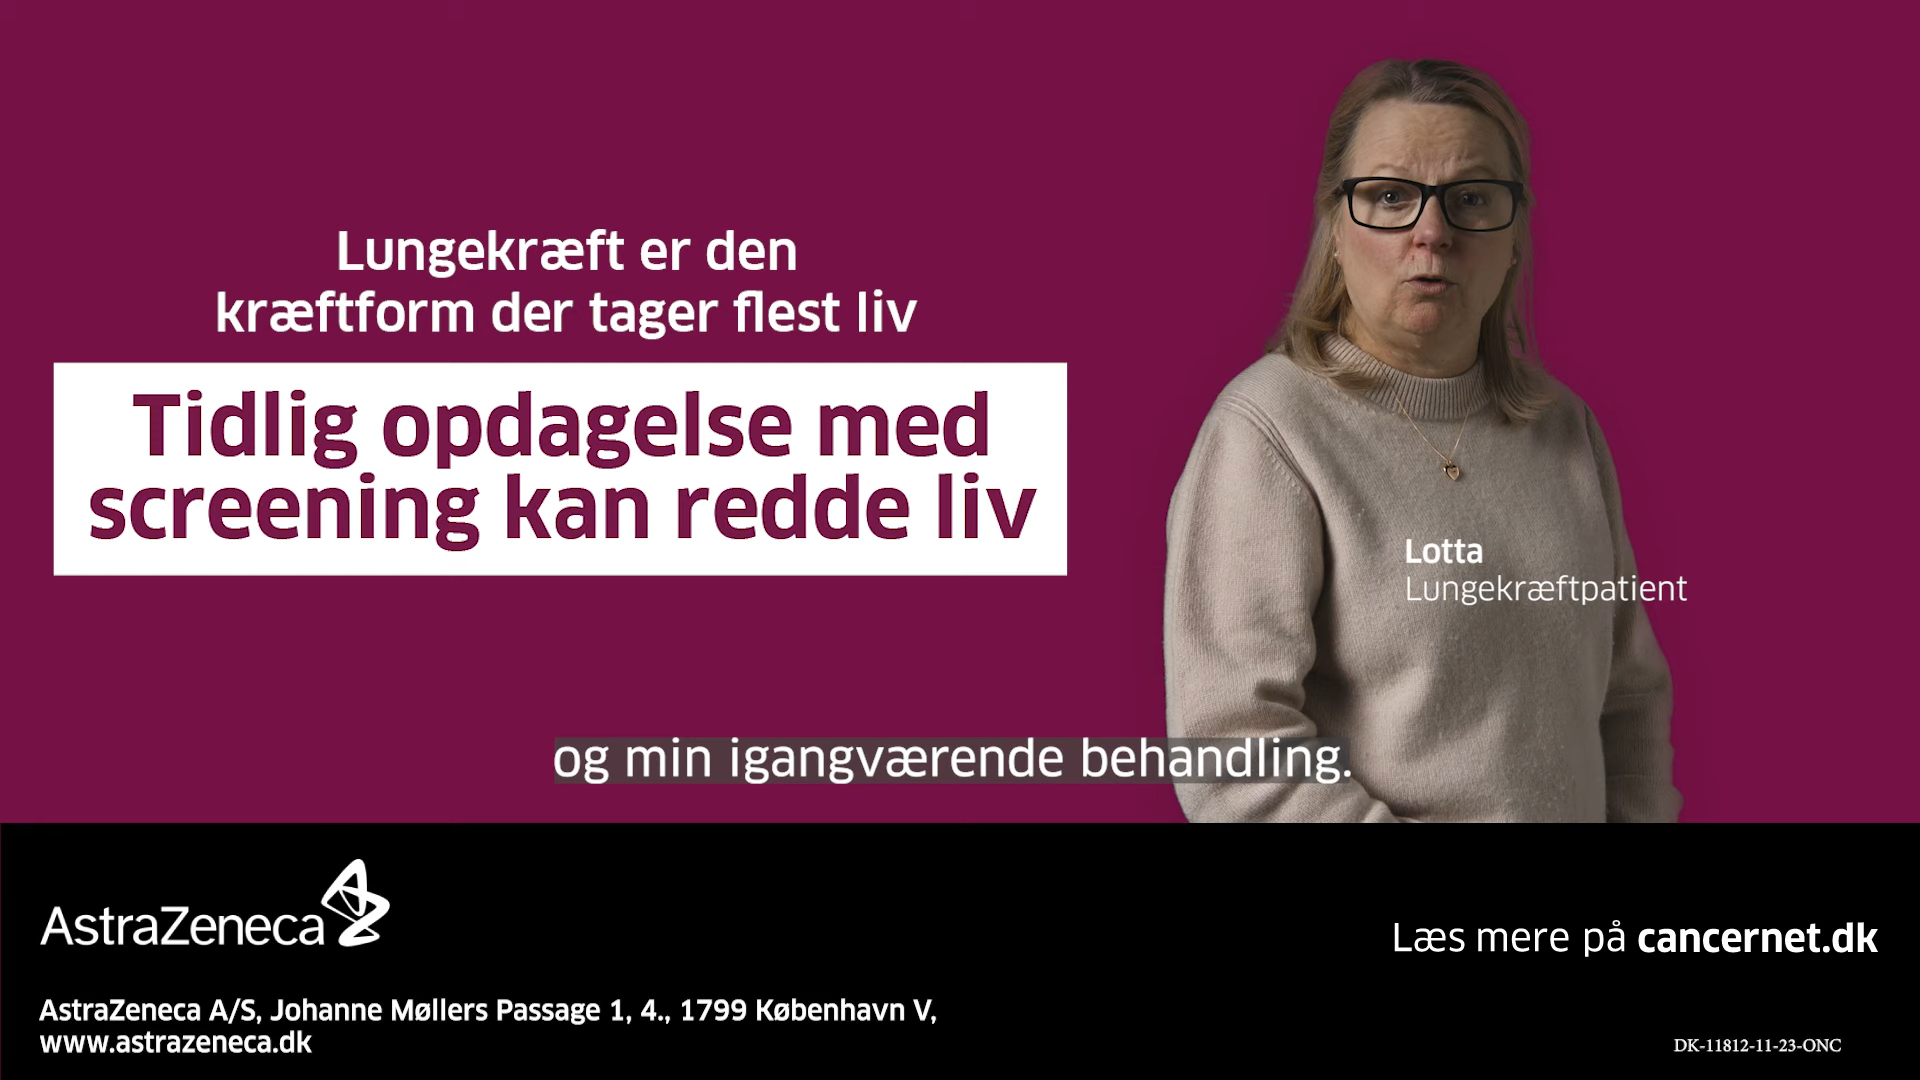 Lungekræft er den
kræftform der tager flest liv
Tidlig opdagelse med
screening kan redde liv
Lotta
Lungekræftpatient
og min igangværende behandling.
AstraZeneca
Læs mere på cancernet.dk
AstraZeneca A/S, Johanne Møllers Passage 1, 4., 1799 København V,
www.astrazeneca.dk
DK-11812-11-23-ONC